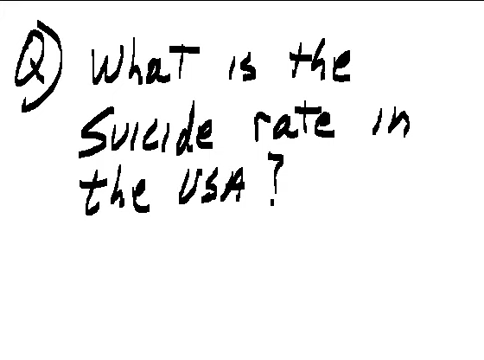 Q) What is the
Suicide rate in
the USA?